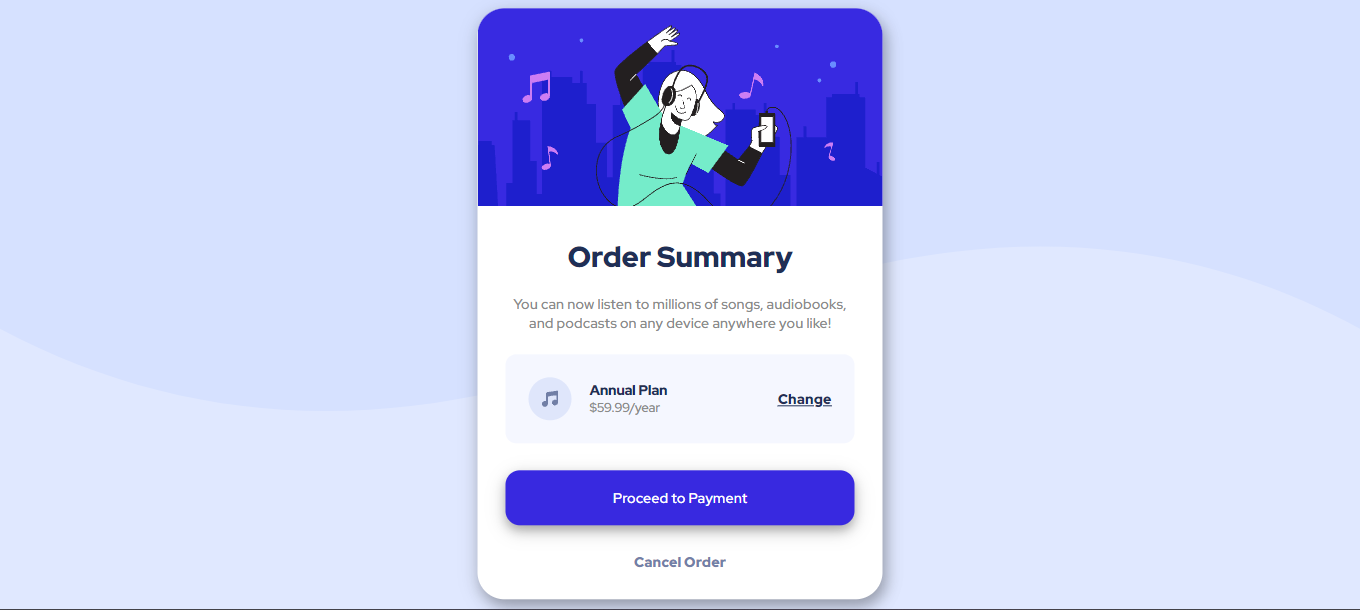 Order Summary
You can now listen to millions of songs, audiobooks,
and podcasts on any device anywhere you like!
Annual Plan
$59.99/year
Change
Proceed to Payment
Cancel Order